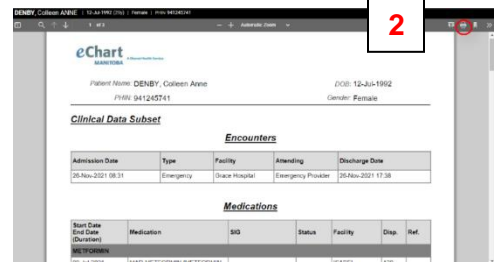 DENBY, Colleen ANNE | 12-Jul-1992 (29y) | Female | PHIN 941245741
1 of 3
Automatic Zoom
2
eChart
MANITOBA
Patient Name: DENBY, Colleen Anne
DOB: 12-Jul-1992
PHIN: 941245741
Gender: Female
Clinical Data Subset
Encounters
Admission Date Type Facility Attending Discharge Date
26-Nov-2021 08:31 Emergency Grace Hospital Emergency Provider 26-Nov-2021 17:38
Medications
Start Date
End Date
(Duration) Medication SIG Status Facility Disp. Ref.
METFORMIN